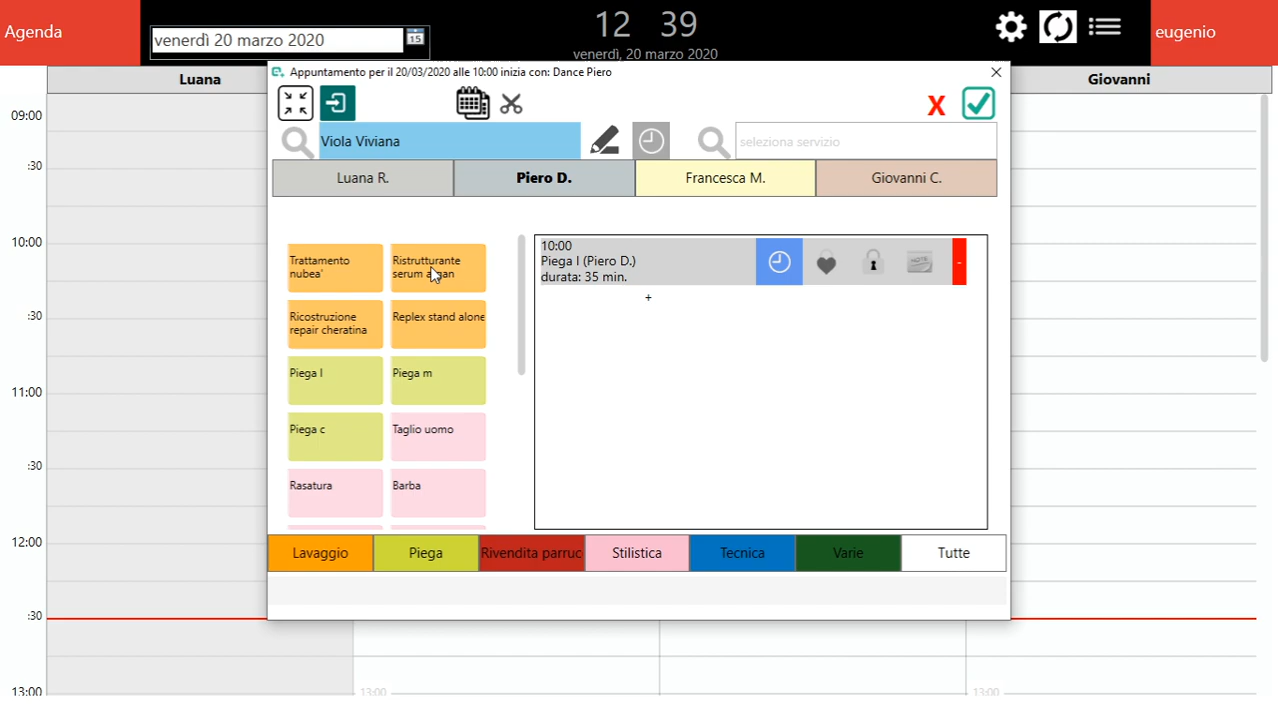 Agenda
venerdì 20 marzo 2020
15
12 39
venerdì, 20 marzo 2020
eugenio
Luana
Giovanni
Appuntamento per il 20/03/2020 alle 10:00 inizia con: Dance Piero
X
Viola Viviana
seleziona servizio
Luana R.
Piero D.
Francesca M.
Giovanni C.
09:00
:30
10:00
:30
11:00
:30
12:00
:30
13:00
Trattamento
nubea'
Ristrutturante
serum argan
Ricostruzione
repair cheratina
Replex stand alone
Piega l
Piega m
Piega c
Taglio uomo
Rasatura
Barba
10:00
Piega l (Piero D.)
durata: 35 min.
NOTE
-
+
Lavaggio
Piega
Rivendita parruc
Stilistica
Tecnica
Varie
Tutte
13:00
13:00